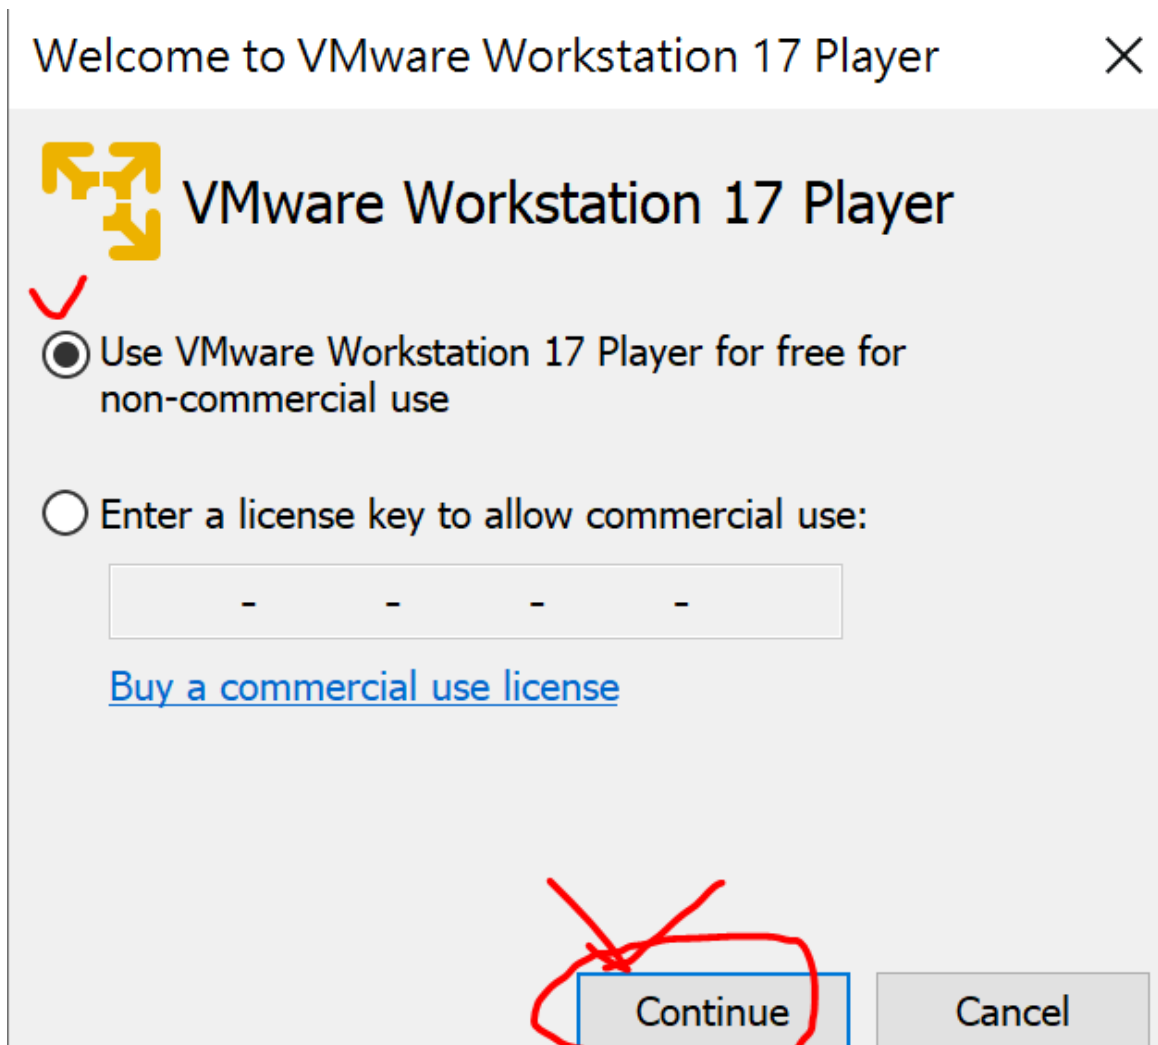 Welcome to VMware Workstation 17 Player
VMware Workstation 17 Player
Use VMware Workstation 17 Player for free for
non-commercial use
Enter a license key to allow commercial use:
- - - -
Buy a commercial use license
Continue Cancel